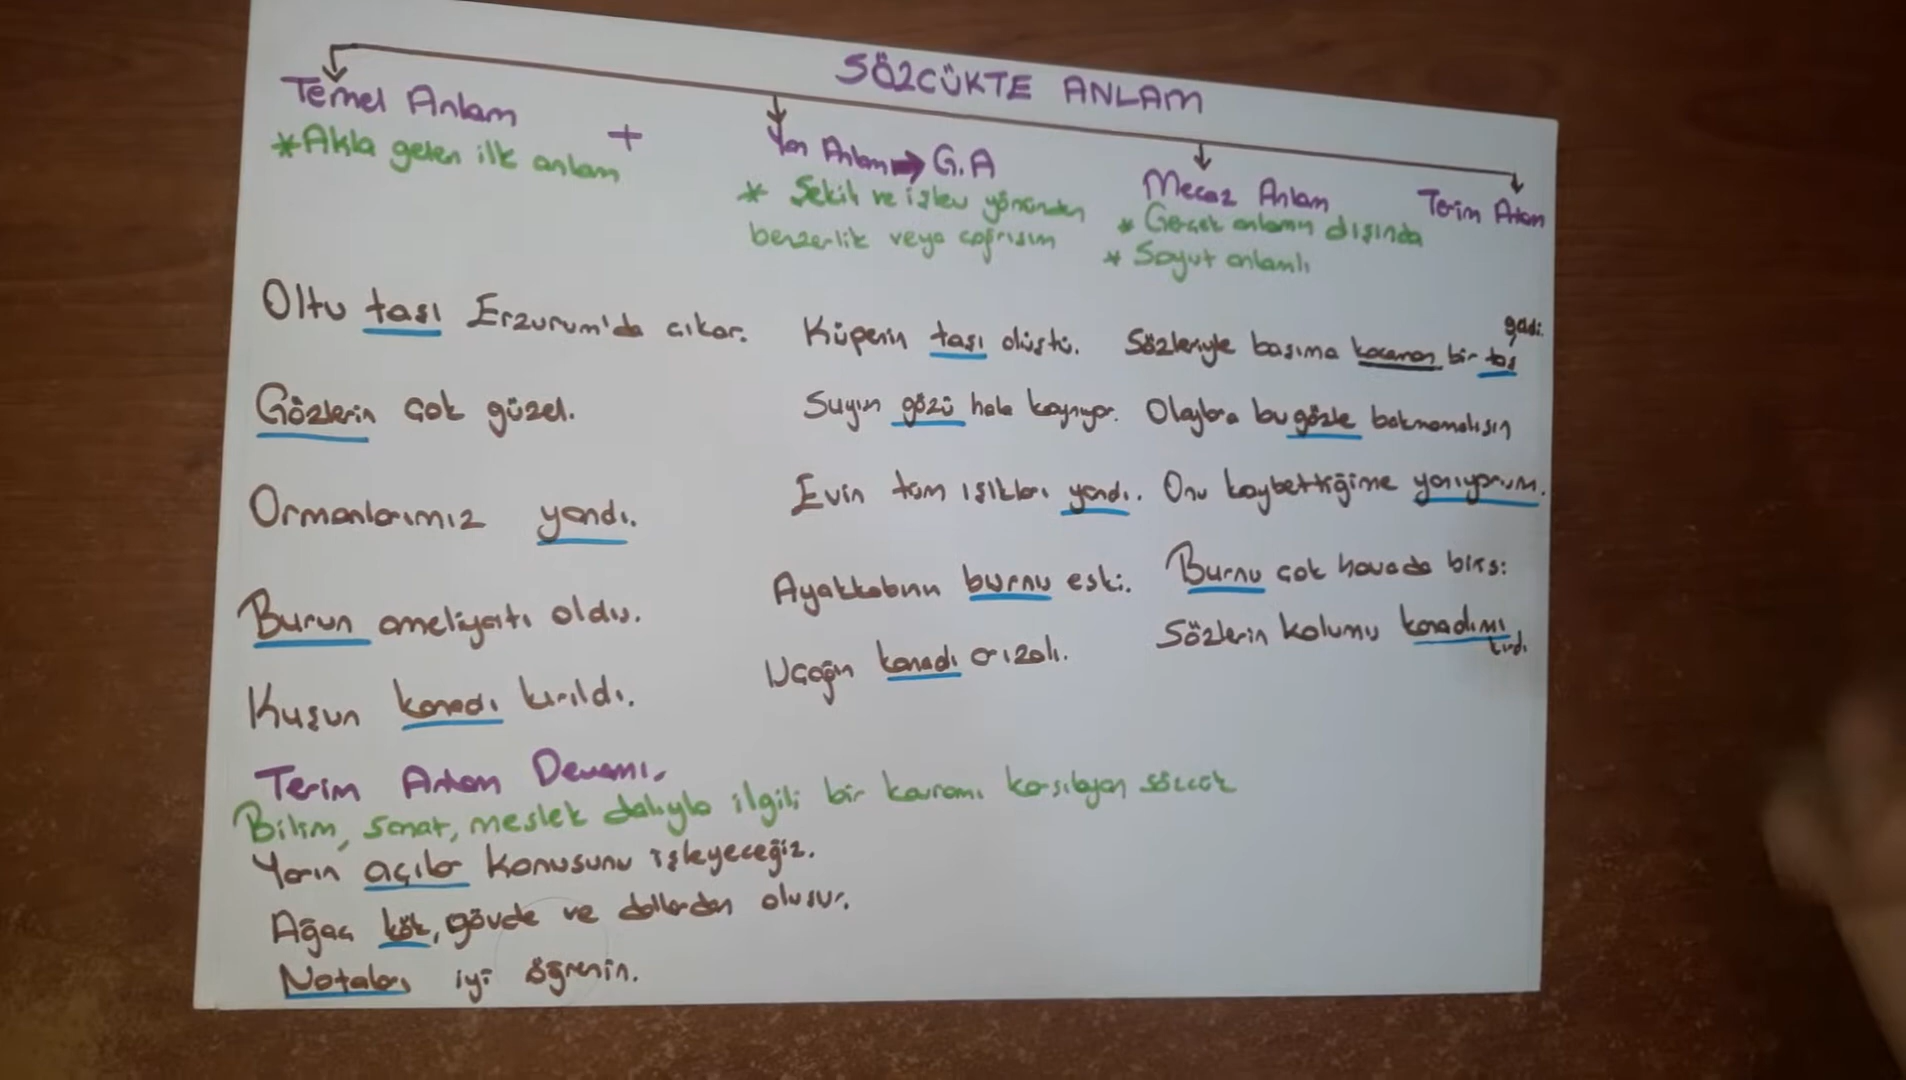 SÖZCÜKTE ANLAM
Temel Anlam
*Akla gelen ilk anlam
+
Yan Anlam → G.A
* Şekil ve işlev yönünden
benzerlik veya çağrışım
Mecaz Anlam
* Gerçek anlamın dışında
* Soyut anlamlı
Terim Anlam
Oltu taşı Erzurum'da çıkar.
Gözlerin çok güzel.
Ormanlarımız yandı.
Burun ameliyatı oldu.
Kuşun kanadı kırıldı.
Küpenin taşı düştü.
Suyun gözü hala kaynıyor.
Evin tüm ışıkları yandı.
Ayakkabının burnu eski.
Uçağın kanadı arızalı.
Sözleriyle başıma kocaman bir taş
geldi.
Olaylara bu gözle bakmamalısın
Onu kaybettiğime yanıyorum.
Burnu çok havada birisi
Sözlerin kolumu kanadımı
kırdı.
Terim Anlam Devamı.
Bilim, sanat, meslek dalıyla ilgili bir kavramı karşılayan sözcük
Yarın açılar konusunu işleyeceğiz.
Ağaç kök, gövde ve dallardan oluşur.
Notaları iyi öğrenin.